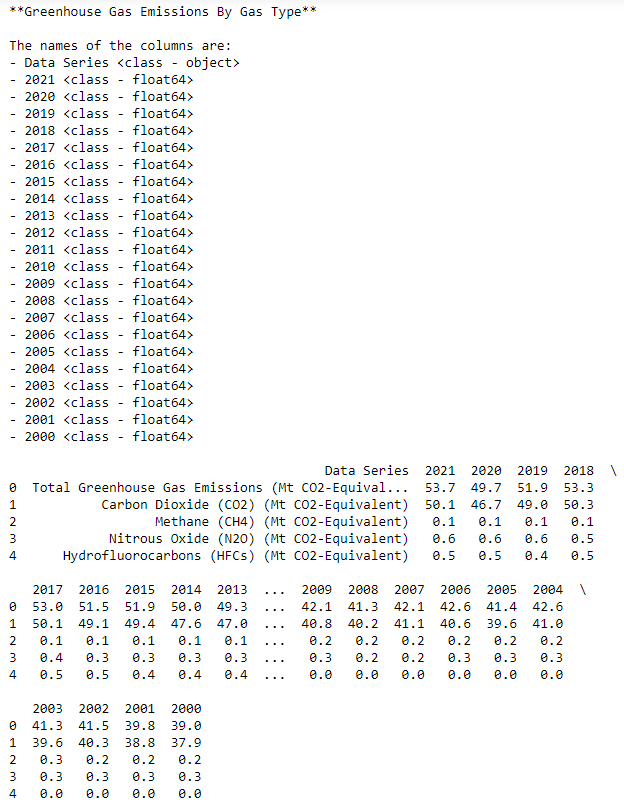 **Greenhouse Gas Emissions By Gas Type**
The names of the columns are:
- Data Series <class - object>
- 2021 <class - float64>
- 2020 <class - float64>
- 2019 <class - float64>
- 2018 <class - float64>
- 2017 <class - float64>
- 2016 <class - float64>
- 2015 <class - float64>
- 2014 <class - float64>
- 2013 <class - float64>
- 2012 <class - float64>
- 2011 <class - float64>
- 2010 <class - float64>
- 2009 <class - float64>
- 2008 <class - float64>
- 2007 <class - float64>
- 2006 <class - float64>
- 2005 <class - float64>
- 2004 <class - float64>
- 2003 <class - float64>
- 2002 <class - float64>
- 2001 <class - float64>
- 2000 <class - float64>
Data Series 2021 2020 2019 2018 \
0 Total Greenhouse Gas Emissions (Mt CO2-Equival... 53.7 49.7 51.9 53.3
1 Carbon Dioxide (CO2) (Mt CO2-Equivalent) 50.1 46.7 49.0 50.3
2 Methane (CH4) (Mt CO2-Equivalent) 0.1 0.1 0.1 0.1
3 Nitrous Oxide (N2O) (Mt CO2-Equivalent) 0.6 0.6 0.6 0.5
4 Hydrofluorocarbons (HFCs) (Mt CO2-Equivalent) 0.5 0.5 0.4 0.5
2017 2016 2015 2014 2013 ... 2009 2008 2007 2006 2005 2004 \
0 53.0 51.5 51.9 50.0 49.3 ... 42.1 41.3 42.1 42.6 41.4 42.6
1 50.1 49.1 49.4 47.6 47.0 ... 40.8 40.2 41.1 40.6 39.6 41.0
2 0.1 0.1 0.1 0.1 0.1 ... 0.2 0.2 0.2 0.2 0.2 0.2
3 0.4 0.3 0.3 0.3 0.3 ... 0.3 0.2 0.2 0.3 0.3 0.3
4 0.5 0.5 0.4 0.4 0.4 ... 0.0 0.0 0.0 0.0 0.0 0.0
2003 2002 2001 2000
0 41.3 41.5 39.8 39.0
1 39.6 40.3 38.8 37.9
2 0.3 0.2 0.2 0.2
3 0.3 0.3 0.3 0.3
4 0.0 0.0 0.0 0.0